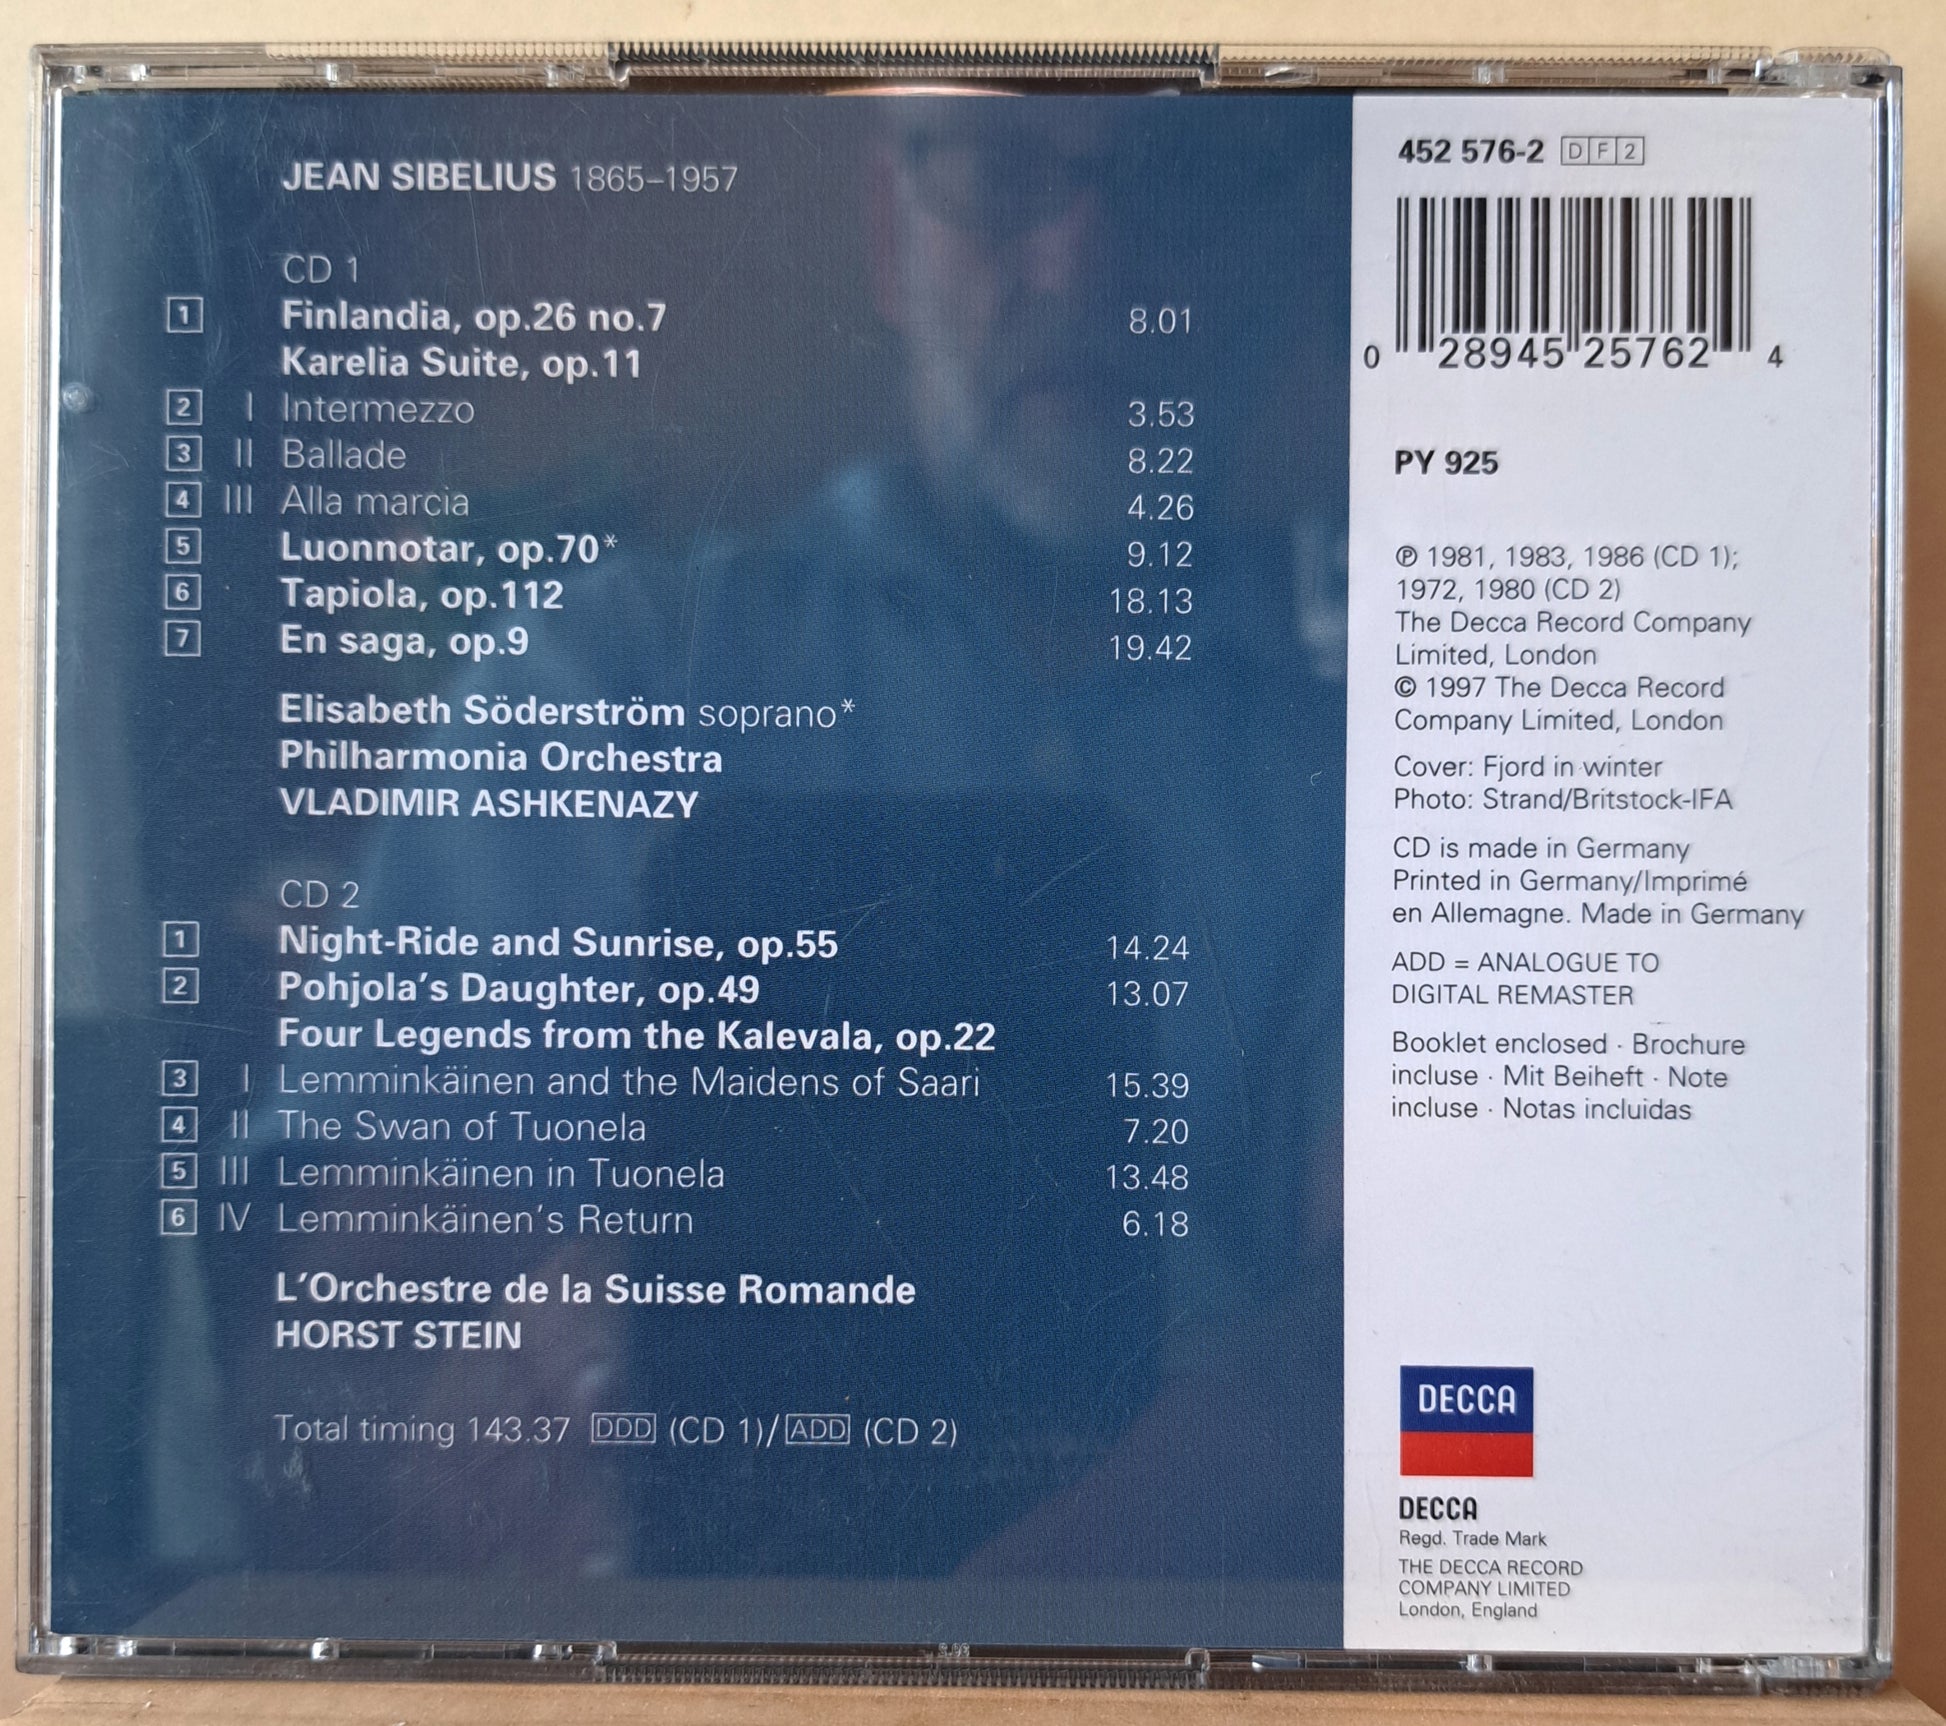 JEAN SIBELIUS 1865–1957
CD 1
1 Finlandia, op.26 no.7 8.01
Karelia Suite, op.11
2 I Intermezzo 3.53
3 II Ballade 8.22
4 III Alla marcia 4.26
5 Luonnotar, op.70* 9.12
6 Tapiola, op.112 18.13
7 En saga, op.9 19.42
Elisabeth Söderström soprano*
Philharmonia Orchestra
VLADIMIR ASHKENAZY
CD 2
1 Night-Ride and Sunrise, op.55 14.24
2 Pohjola's Daughter, op.49 13.07
Four Legends from the Kalevala, op.22
3 I Lemminkäinen and the Maidens of Saari 15.39
4 II The Swan of Tuonela 7.20
5 III Lemminkäinen in Tuonela 13.48
6 IV Lemminkäinen's Return 6.18
L'Orchestre de la Suisse Romande
HORST STEIN
Total timing 143.37 DDD (CD 1)/ADD (CD 2)
452 576-2 D F 2
0 28945 25762 4
PY 925
℗ 1981, 1983, 1986 (CD 1);
1972, 1980 (CD 2)
The Decca Record Company
Limited, London
© 1997 The Decca Record
Company Limited, London
Cover: Fjord in winter
Photo: Strand/Britstock-IFA
CD is made in Germany
Printed in Germany/Imprimé
en Allemagne. Made in Germany
ADD = ANALOGUE TO
DIGITAL REMASTER
Booklet enclosed · Brochure
incluse · Mit Beiheft · Note
incluse · Notas incluidas
DECCA
DECCA
Regd. Trade Mark
THE DECCA RECORD
COMPANY LIMITED
London, England